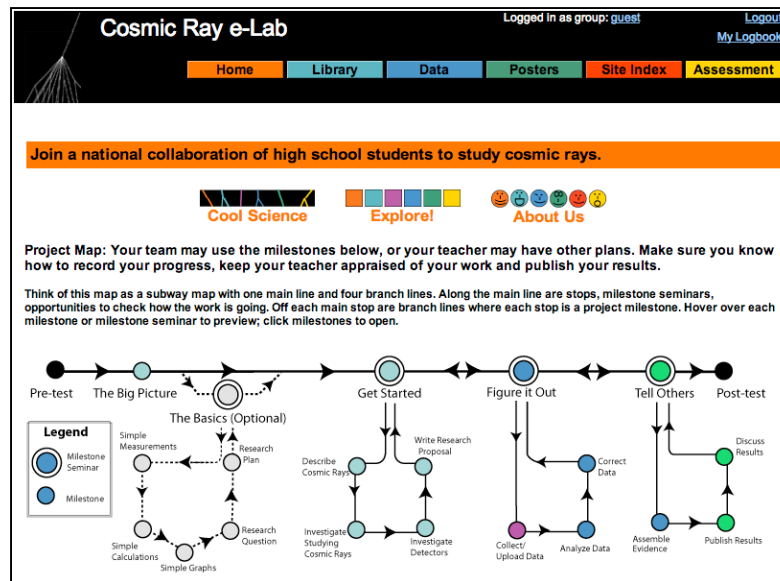 Cosmic Ray e-Lab
Logged in as group: guest
Logout
My Logbook
Home
Library
Data
Posters
Site Index
Assessment
Join a national collaboration of high school students to study cosmic rays.
Cool Science
Explore!
About Us
Project Map: Your team may use the milestones below, or your teacher may have other plans. Make sure you know
how to record your progress, keep your teacher appraised of your work and publish your results.
Think of this map as a subway map with one main line and four branch lines. Along the main line are stops, milestone seminars,
opportunities to check how the work is going. Off each main stop are branch lines where each stop is a project milestone. Hover over each
milestone or milestone seminar to preview; click milestones to open.
Pre-test
The Big Picture
The Basics (Optional)
Get Started
Figure it Out
Tell Others
Post-test
Legend
Milestone
Seminar
Milestone
Simple
Measurements
Research
Plan
Simple
Calculations
Simple Graphs
Research
Question
Describe
Cosmic Rays
Write Research
Proposal
Investigate
Studying
Cosmic Rays
Investigate
Detectors
Correct
Data
Collect/
Upload Data
Analyze Data
Discuss
Results
Assemble
Evidence
Publish Results